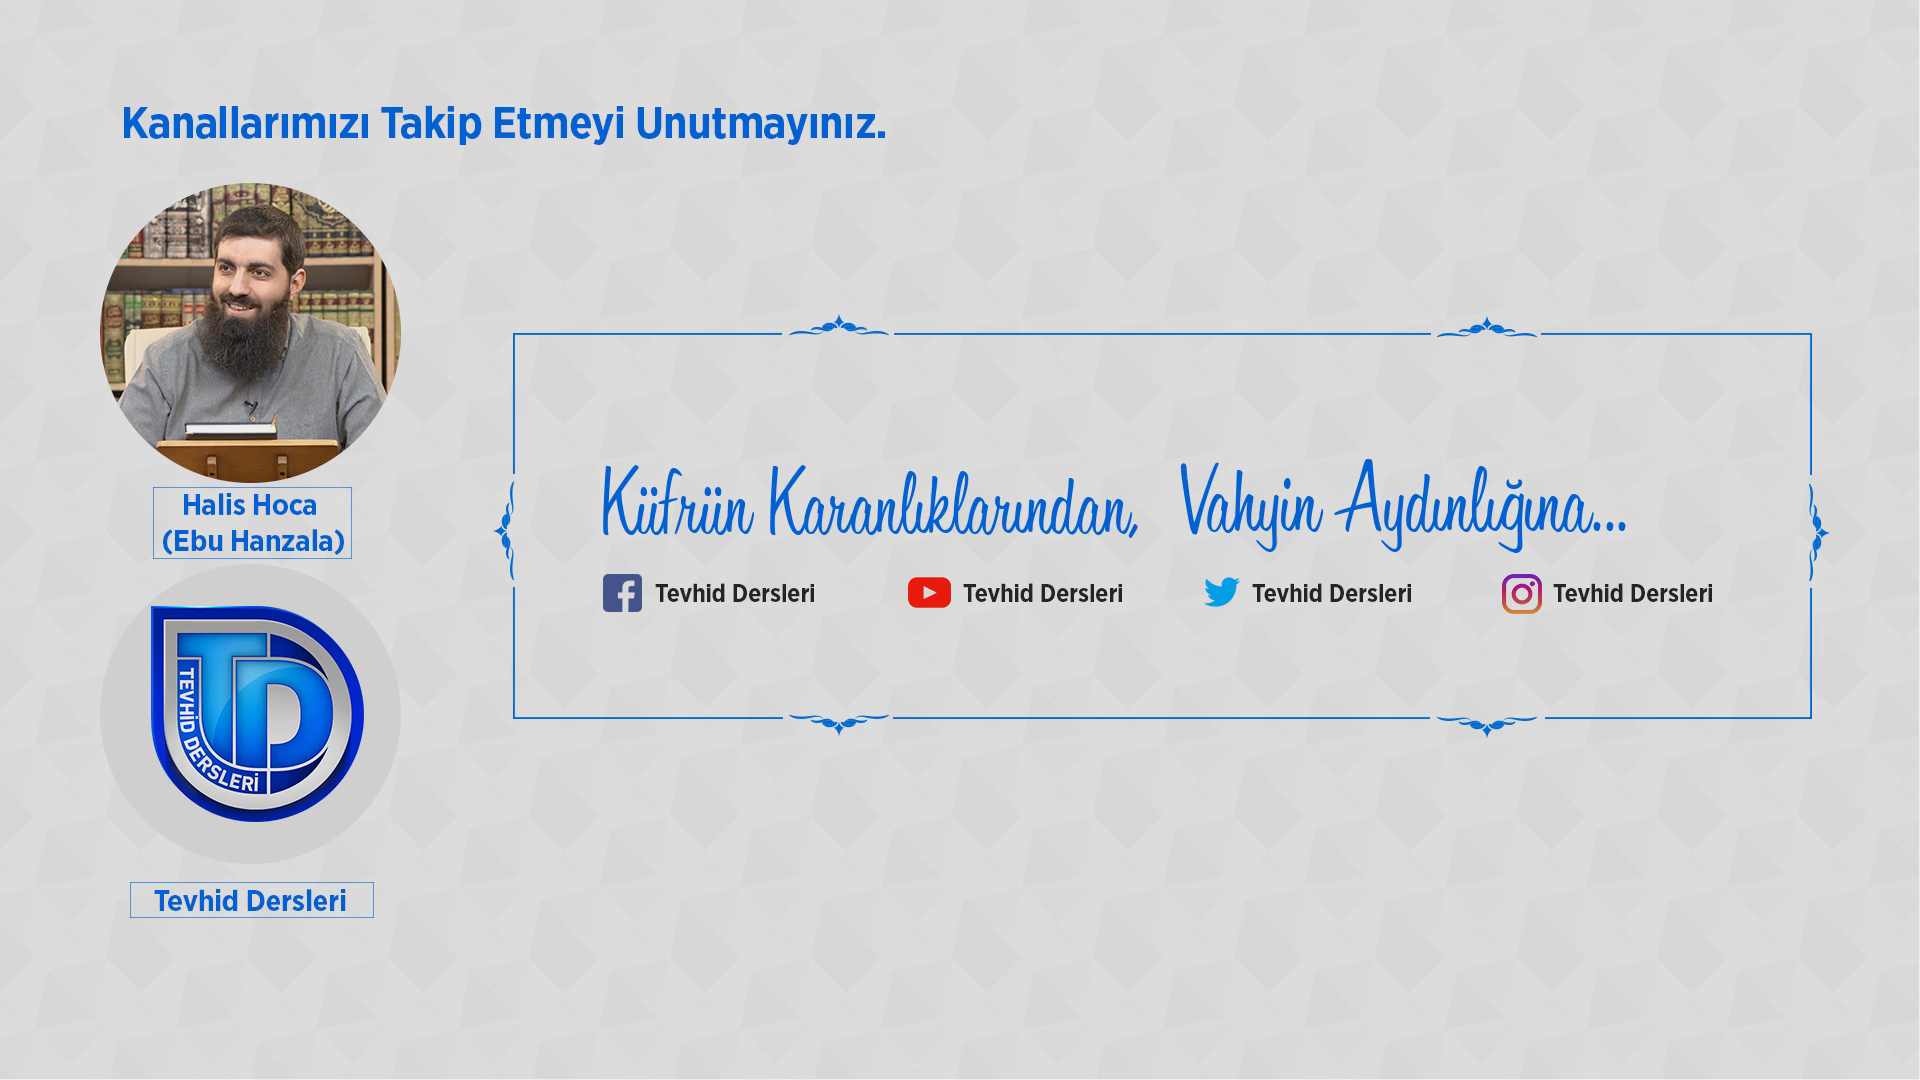 Kanallarımızı Takip Etmeyi Unutmayınız.
Halis Hoca
(Ebu Hanzala)
TEVHİD DERSLERİ
TD
Tevhid Dersleri
Küfrün Karanlıklarından, Vahyin Aydınlığına...
Tevhid Dersleri Tevhid Dersleri Tevhid Dersleri Tevhid Dersleri